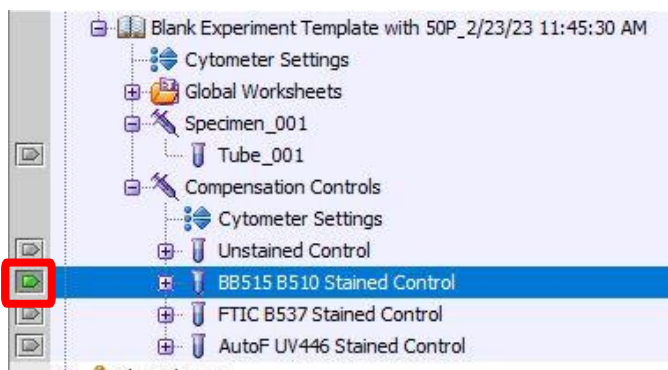 Blank Experiment Template with 50P_2/23/23 11:45:30 AM
Cytometer Settings
Global Worksheets
Specimen_001
Tube_001
Compensation Controls
Cytometer Settings
Unstained Control
BB515 B510 Stained Control
FTIC B537 Stained Control
AutoF UV446 Stained Control